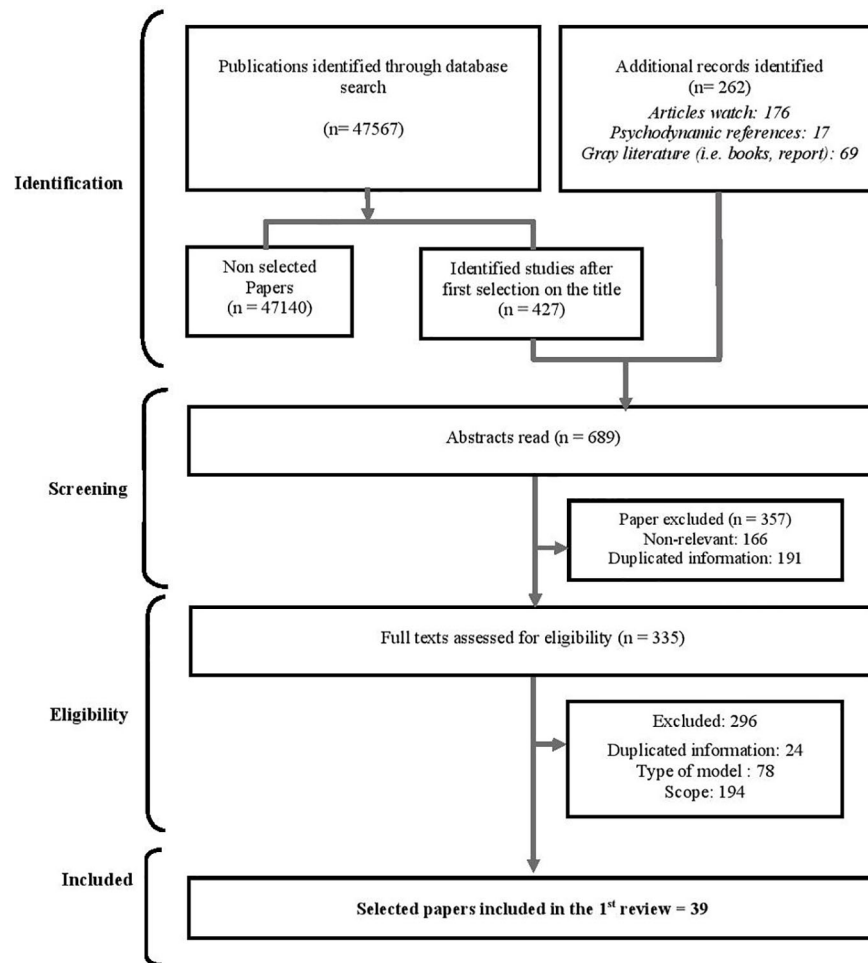 Identification
Publications identified through database
search
(n= 47567)
Additional records identified
(n= 262)
Articles watch: 176
Psychodynamic references: 17
Gray literature (i.e. books, report): 69
Non selected
Papers
(n = 47140)
Identified studies after
first selection on the title
(n = 427)
Screening
Abstracts read (n = 689)
Paper excluded (n = 357)
Non-relevant: 166
Duplicated information: 191
Eligibility
Full texts assessed for eligibility (n = 335)
Excluded: 296
Duplicated information: 24
Type of model : 78
Scope: 194
Included
Selected papers included in the 1st review = 39